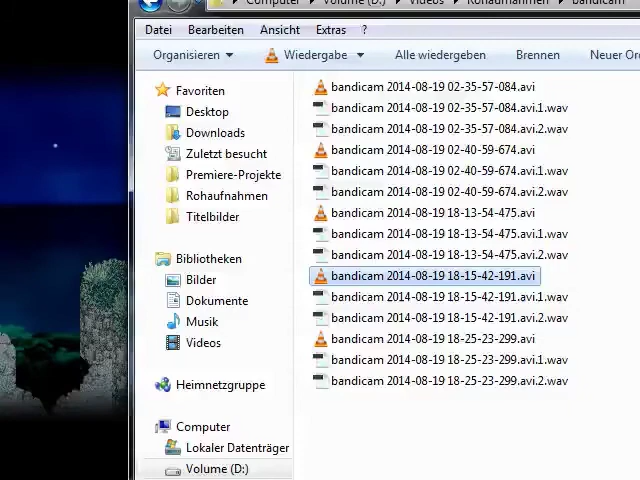 Computer ▸ Volume (D:) ▸ Videos ▸ Rohaufnahmen ▸ bandicam
Datei Bearbeiten Ansicht Extras ?
Organisieren Wiedergabe Alle wiedergeben Brennen Neuer Or
Favoriten
Desktop
Downloads
Zuletzt besucht
Premiere-Projekte
Rohaufnahmen
Titelbilder
Bibliotheken
Bilder
Dokumente
Musik
Videos
Heimnetzgruppe
Computer
Lokaler Datenträger
Volume (D:)
bandicam 2014-08-19 02-35-57-084.avi
bandicam 2014-08-19 02-35-57-084.avi.1.wav
bandicam 2014-08-19 02-35-57-084.avi.2.wav
bandicam 2014-08-19 02-40-59-674.avi
bandicam 2014-08-19 02-40-59-674.avi.1.wav
bandicam 2014-08-19 02-40-59-674.avi.2.wav
bandicam 2014-08-19 18-13-54-475.avi
bandicam 2014-08-19 18-13-54-475.avi.1.wav
bandicam 2014-08-19 18-13-54-475.avi.2.wav
bandicam 2014-08-19 18-15-42-191.avi
bandicam 2014-08-19 18-15-42-191.avi.1.wav
bandicam 2014-08-19 18-15-42-191.avi.2.wav
bandicam 2014-08-19 18-25-23-299.avi
bandicam 2014-08-19 18-25-23-299.avi.1.wav
bandicam 2014-08-19 18-25-23-299.avi.2.wav